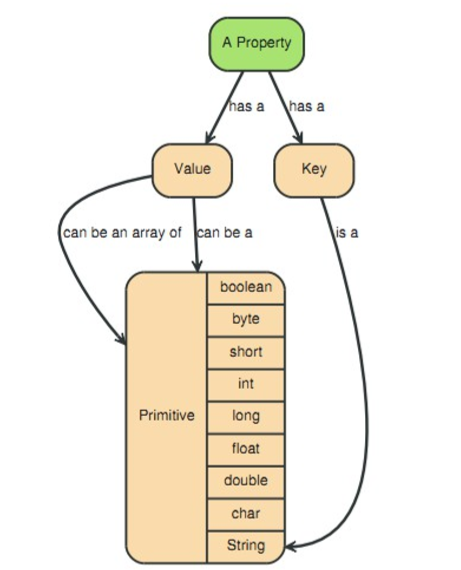 A Property
has a
has a
Value
Key
can be an array of
can be a
is a
Primitive
boolean
byte
short
int
long
float
double
char
String